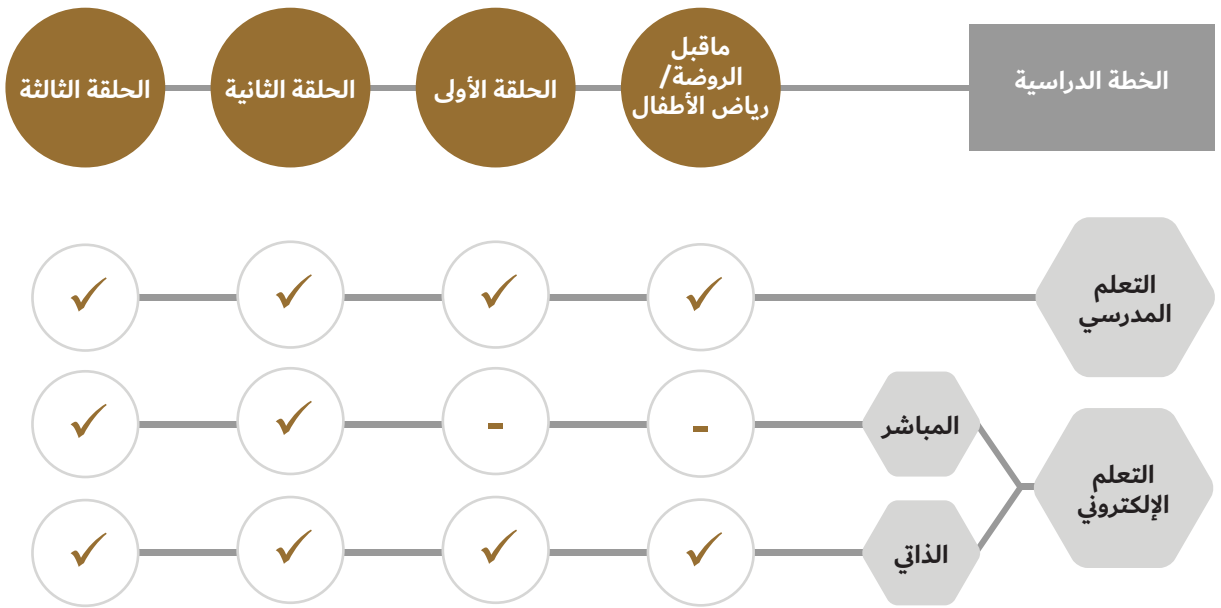 الخطة الدراسية
ماقبل
الروضة/
رياض الأطفال
الحلقة الأولى
الحلقة الثانية
الحلقة الثالثة
التعلم
المدرسي
✓ ✓ ✓ ✓
التعلم
الإلكتروني
المباشر
- - ✓ ✓
الذاتي
✓ ✓ ✓ ✓